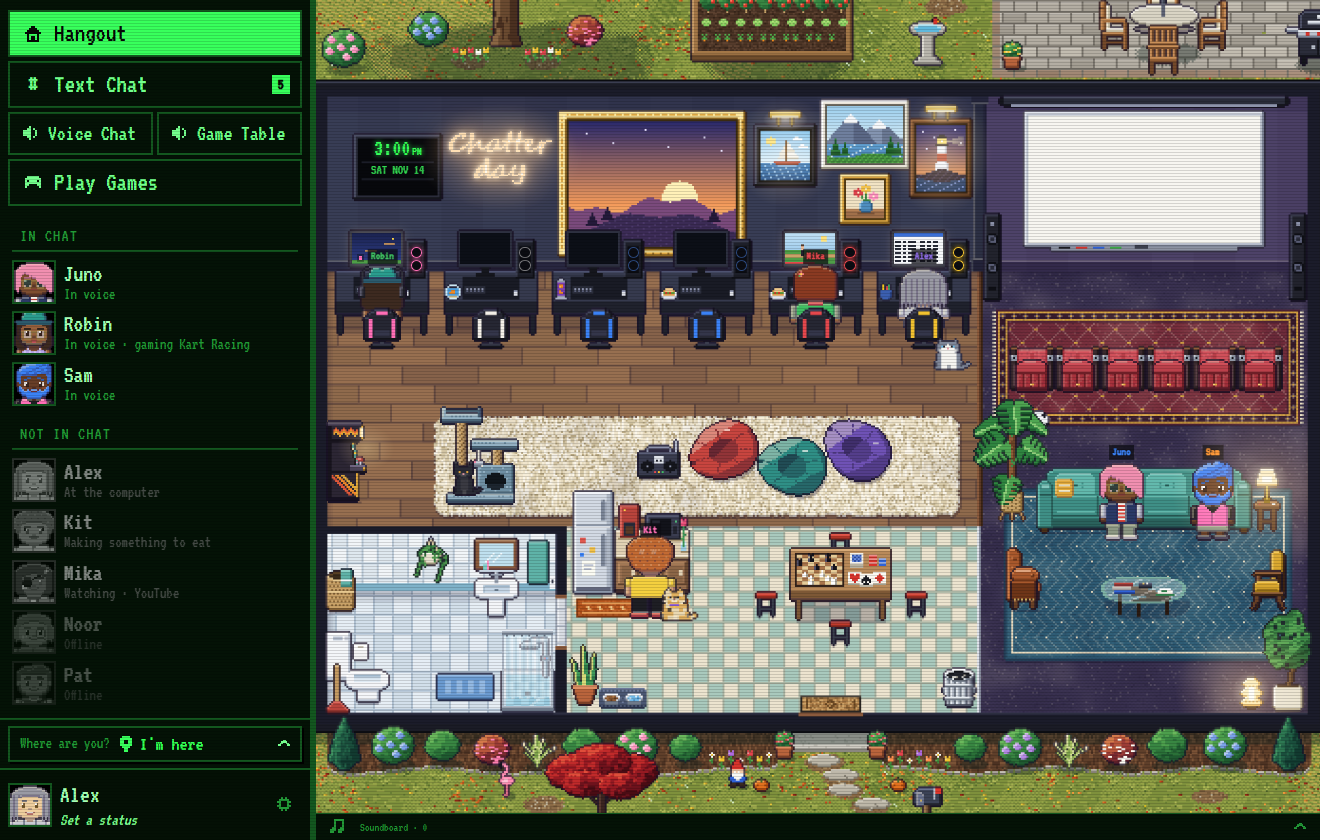 Hangout
# Text Chat
5
Voice Chat
Game Table
Play Games
IN CHAT
Juno
In voice
Robin
In voice · gaming Kart Racing
Sam
In voice
NOT IN CHAT
Alex
At the computer
Kit
Making something to eat
Mika
Watching · YouTube
Noor
Offline
Pat
Offline
Where are you?
I'm here
Alex
Set a status
3:00 PM
SAT NOV 14
Chatter
day
Robin
Mika
Alex
Juno
Sam
Kit
Soundboard · 0